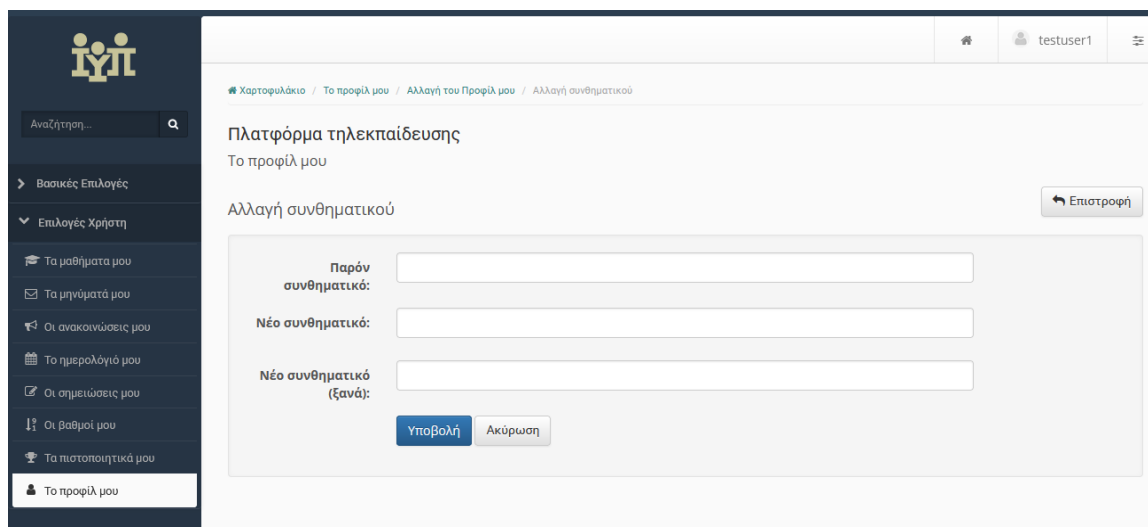 ΙΥΠ
testuser1
Χαρτοφυλάκιο / Το προφίλ μου / Αλλαγή του Προφίλ μου / Αλλαγή συνθηματικού
Αναζήτηση...
Πλατφόρμα τηλεκπαίδευσης
Το προφίλ μου
Βασικές Επιλογές
Επιλογές Χρήστη
Αλλαγή συνθηματικού
Επιστροφή
Τα μαθήματα μου
Τα μηνύματά μου
Οι ανακοινώσεις μου
Το ημερολόγιό μου
Οι σημειώσεις μου
Οι βαθμοί μου
Τα πιστοποιητικά μου
Το προφίλ μου
Παρόν
συνθηματικό:
Νέο συνθηματικό:
Νέο συνθηματικό
(ξανά):
Υποβολή
Ακύρωση